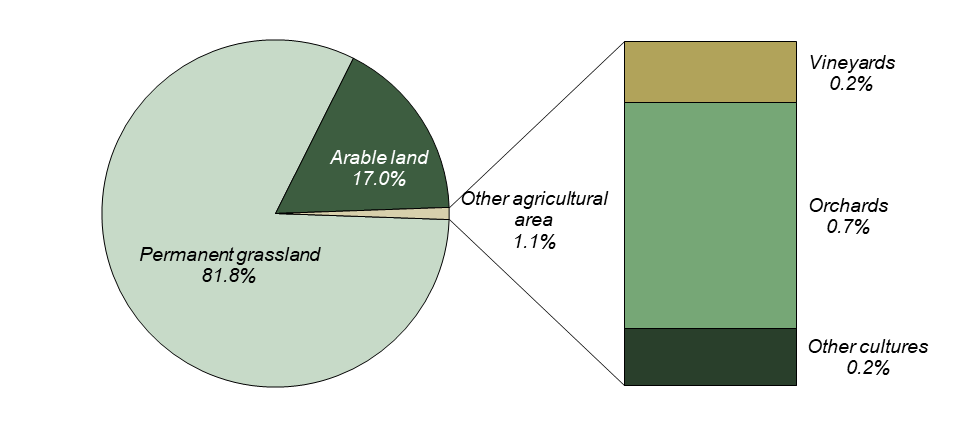 Arable land
17.0%
Permanent grassland
81.8%
Other agricultural
area
1.1%
Vineyards
0.2%
Orchards
0.7%
Other cultures
0.2%